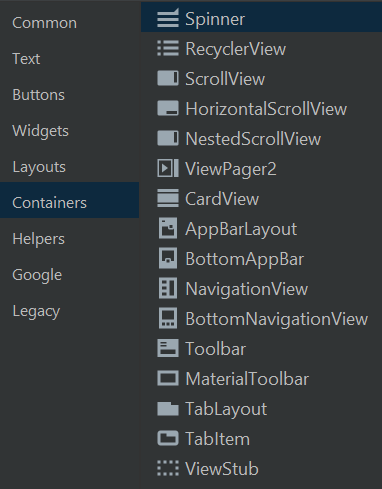 Common
Text
Buttons
Widgets
Layouts
Containers
Helpers
Google
Legacy
Spinner
RecyclerView
ScrollView
HorizontalScrollView
NestedScrollView
ViewPager2
CardView
AppBarLayout
BottomAppBar
NavigationView
BottomNavigationView
Toolbar
MaterialToolbar
TabLayout
TabItem
ViewStub